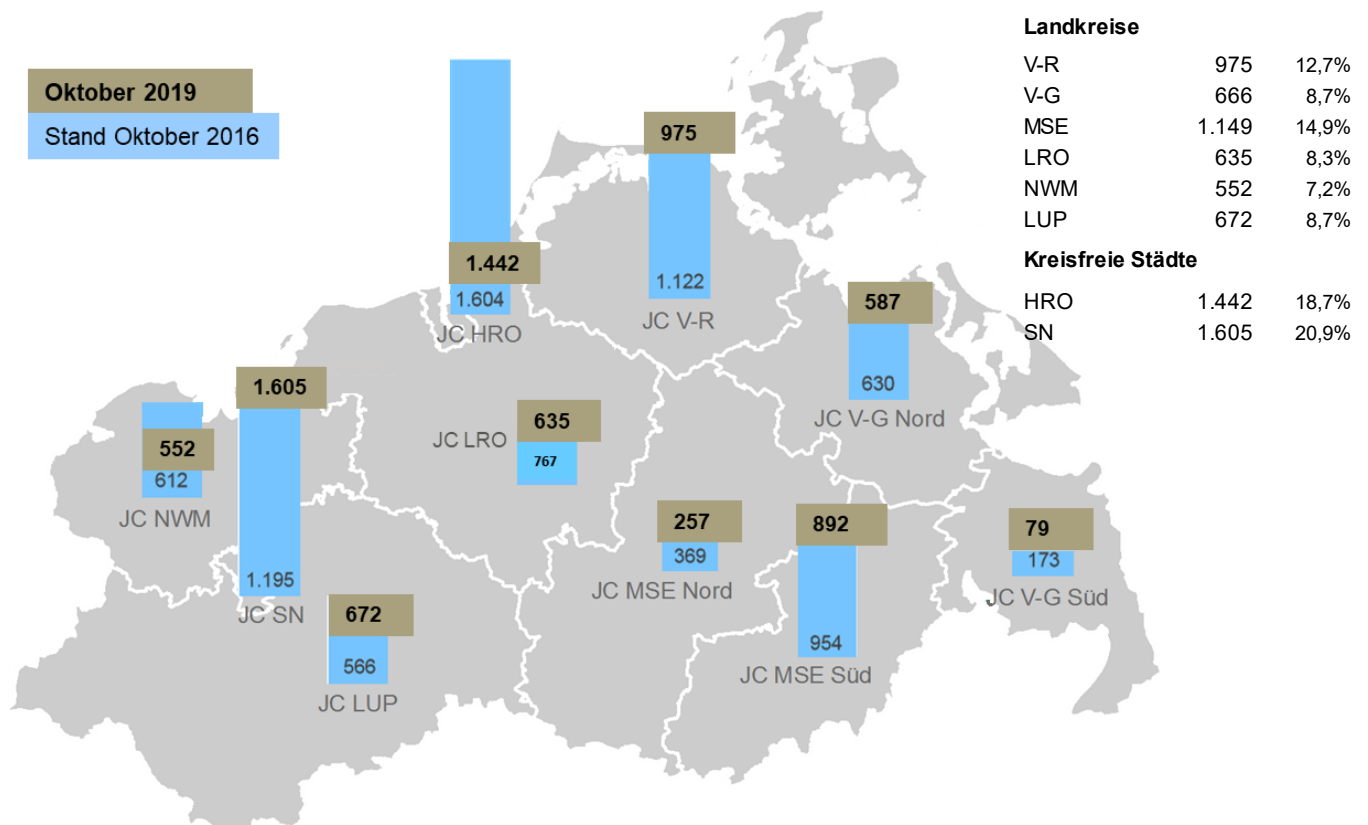 Oktober 2019
Stand Oktober 2016
Landkreise
V-R 975 12,7%
V-G 666 8,7%
MSE 1.149 14,9%
LRO 635 8,3%
NWM 552 7,2%
LUP 672 8,7%
Kreisfreie Städte
HRO 1.442 18,7%
SN 1.605 20,9%
975
1.122
JC V-R
1.442
1.604
JC HRO
587
630
JC V-G Nord
1.605
1.195
JC SN
552
612
JC NWM
JC LRO
635
767
257
369
JC MSE Nord
892
954
JC MSE Süd
79
173
JC V-G Süd
672
566
JC LUP